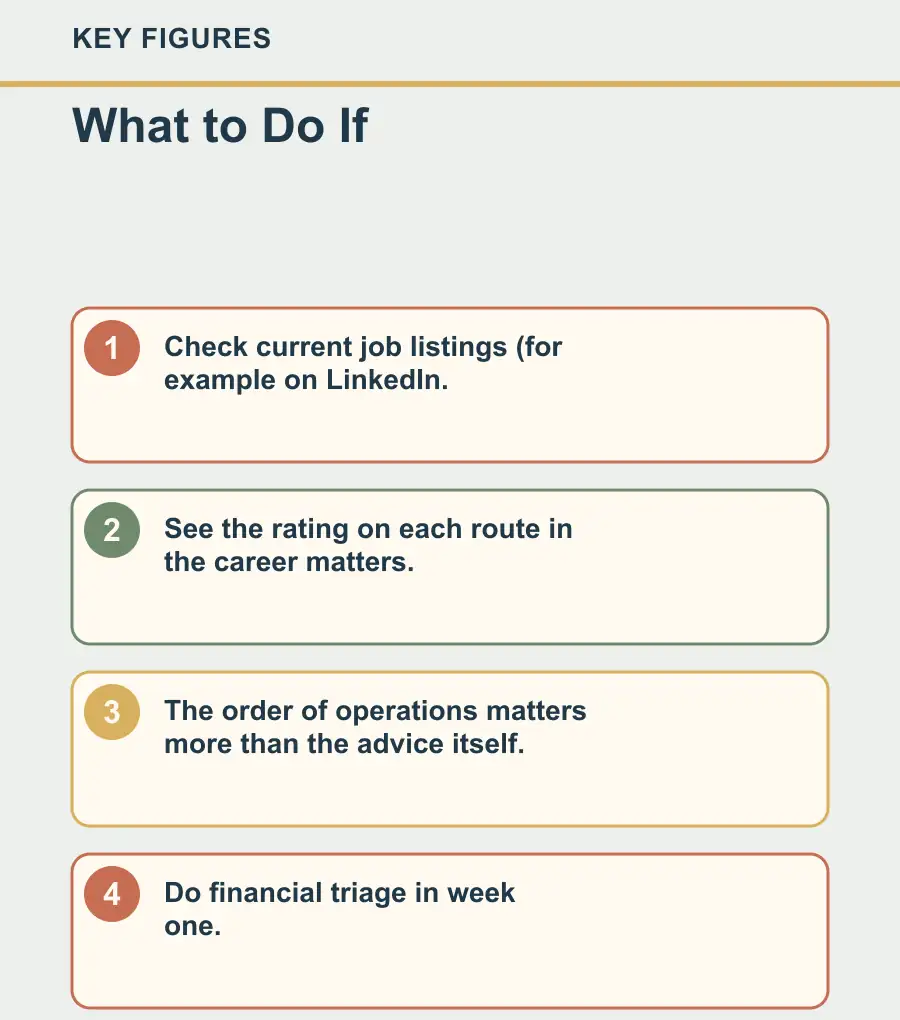 KEY FIGURES
What to Do If
1
Check current job listings (for
example on LinkedIn.
2
See the rating on each route in
the career matters.
3
The order of operations matters
more than the advice itself.
4
Do financial triage in week
one.